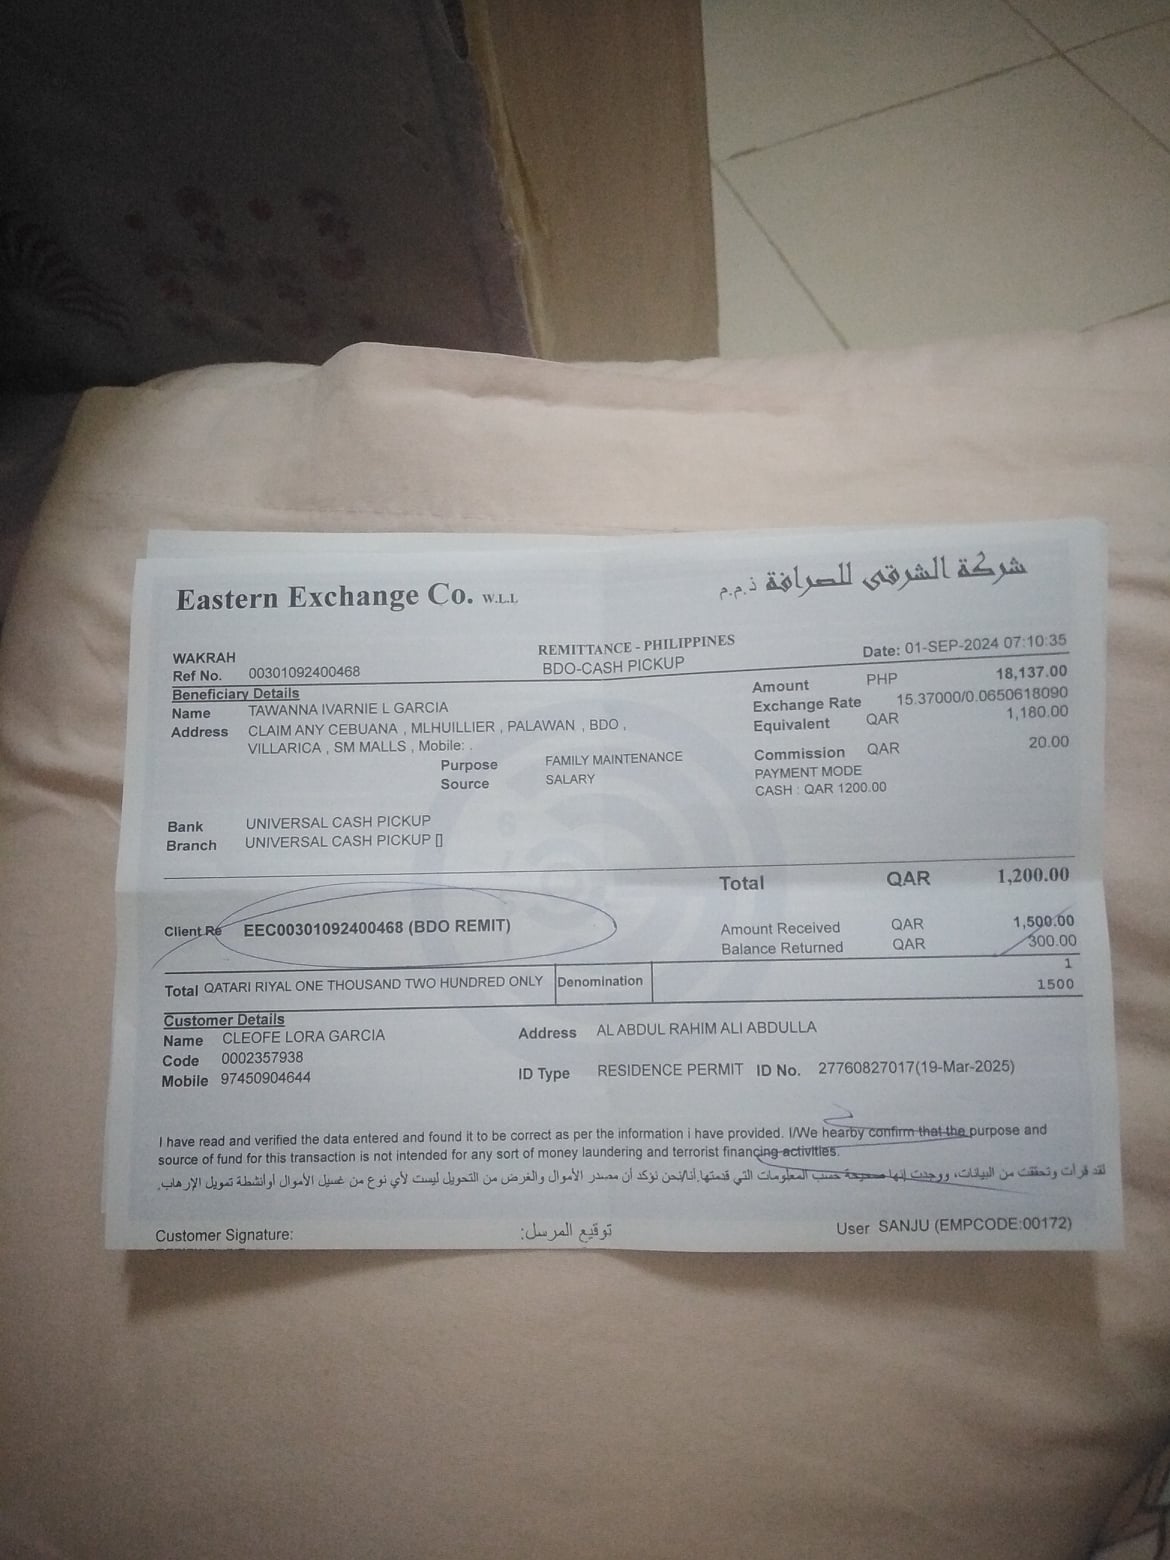 Eastern Exchange Co. W.L.L
شركة الشرقي للصرافة ذ.م.م
WAKRAH
REMITTANCE - PHILIPPINES
Date: 01-SEP-2024 07:10:35
Ref No. 00301092400468
BDO-CASH PICKUP
Beneficiary Details
Amount PHP 18,137.00
Name TAWANNA IVARNIE L GARCIA
Exchange Rate 15.37000/0.0650618090
Address CLAIM ANY CEBUANA , MLHUILLIER , PALAWAN , BDO ,
Equivalent QAR 1,180.00
VILLARICA , SM MALLS , Mobile: .
Purpose FAMILY MAINTENANCE
Commission QAR 20.00
Source SALARY
PAYMENT MODE
CASH : QAR 1200.00
Bank UNIVERSAL CASH PICKUP
Branch UNIVERSAL CASH PICKUP []
Total QAR 1,200.00
Client Re EEC00301092400468 (BDO REMIT)
Amount Received QAR 1,500.00
Balance Returned QAR 300.00
1
Total QATARI RIYAL ONE THOUSAND TWO HUNDRED ONLY Denomination 1500
Customer Details
Name CLEOFE LORA GARCIA
Address AL ABDUL RAHIM ALI ABDULLA
Code 0002357938
Mobile 97450904644
ID Type RESIDENCE PERMIT ID No. 27760827017(19-Mar-2025)
I have read and verified the data entered and found it to be correct as per the information i have provided. I/We hearby confirm that the purpose and
source of fund for this transaction is not intended for any sort of money laundering and terrorist financing activities.
لقد قرأت وتحققت من البيانات، ووجدت إنها صحيحة حسب المعلومات التي قدمتها.أنا/نحن نؤكد أن مصدر الأموال والغرض من التحويل ليست لأي نوع من غسيل الأموال أوأنشطة تمويل الإرهاب.
Customer Signature:
توقيع المرسل:
User SANJU (EMPCODE:00172)